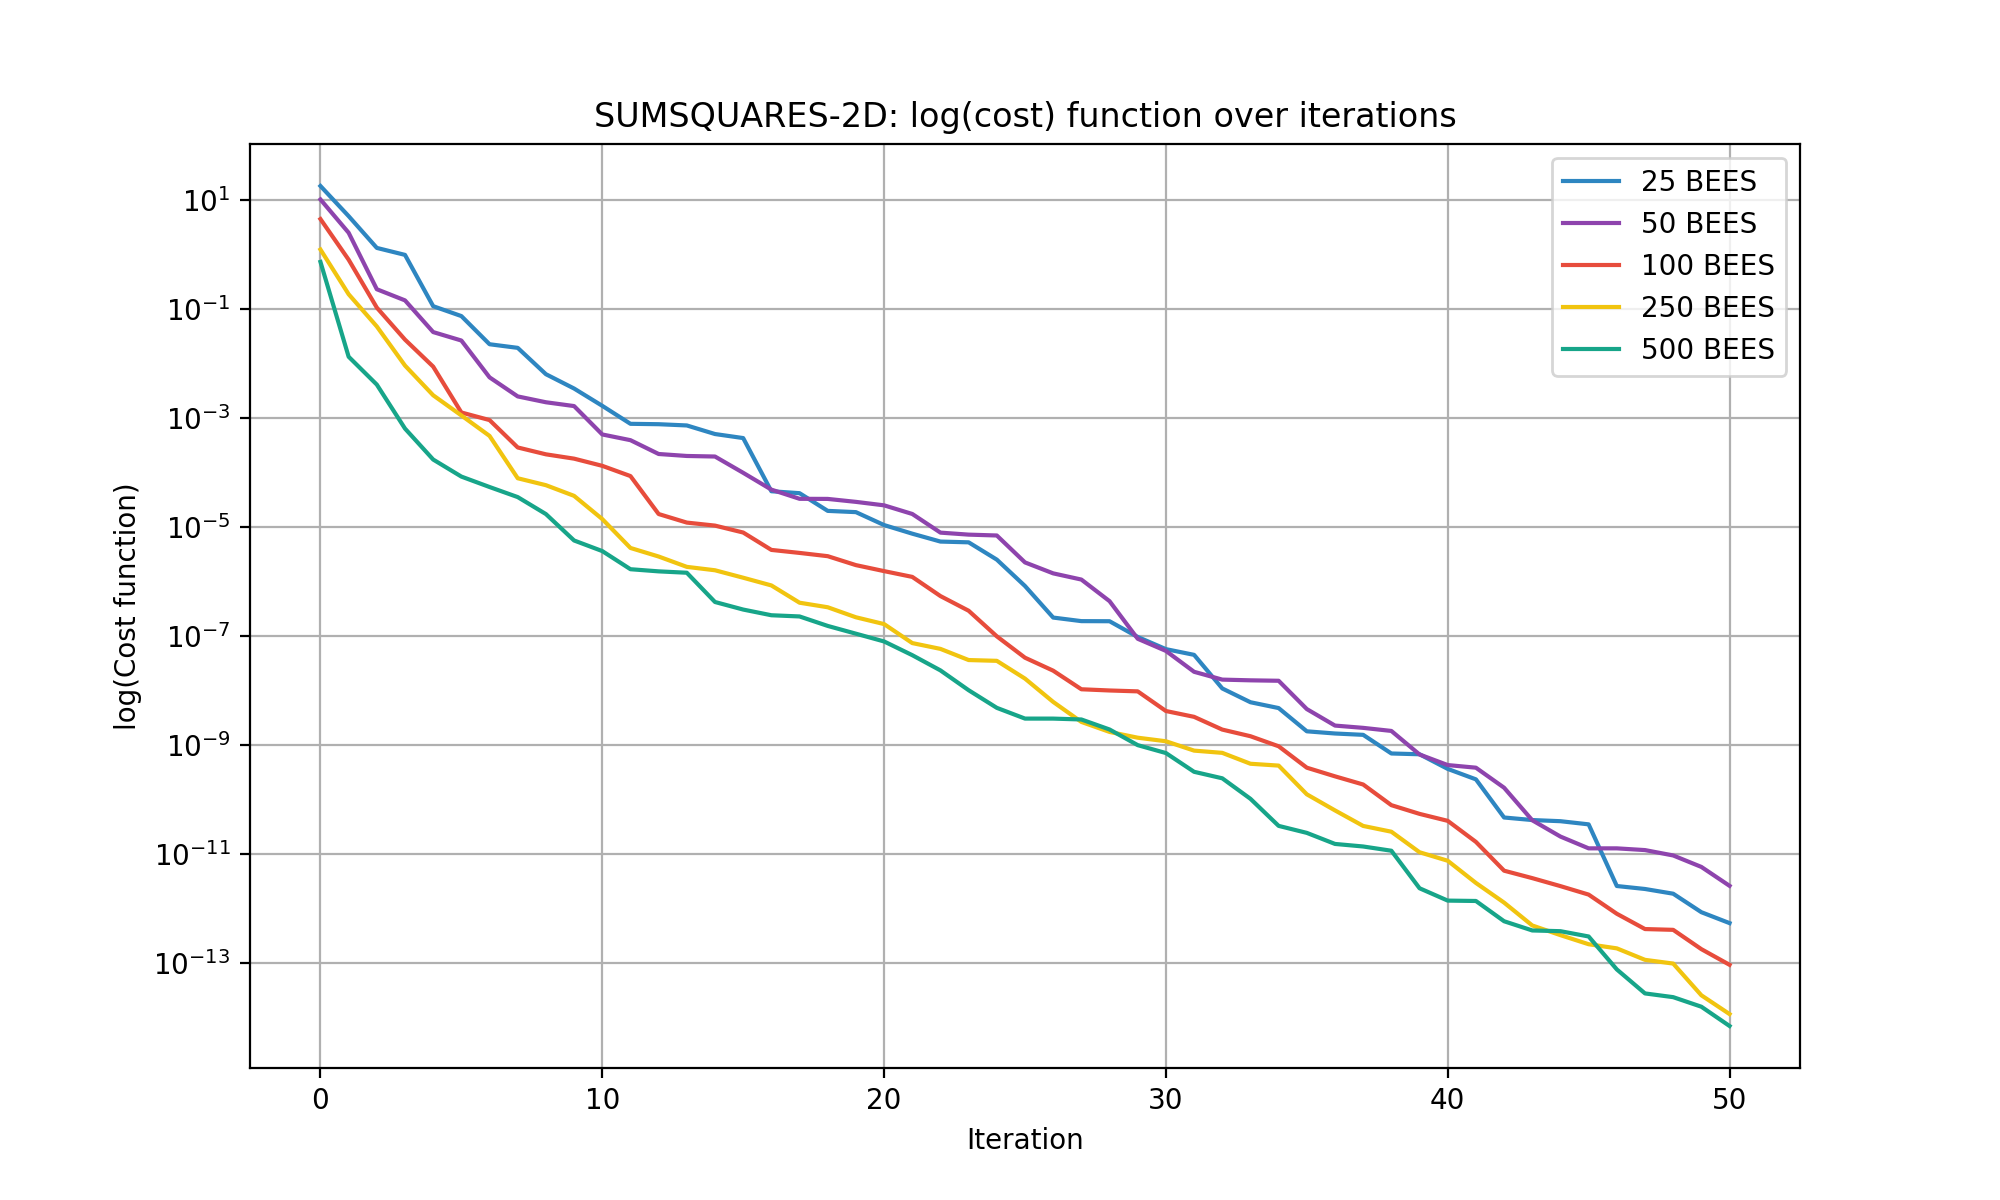 SUMSQUARES-2D: log(cost) function over iterations
25 BEES
50 BEES
100 BEES
250 BEES
500 BEES
log(Cost function)
10¹
10⁻¹
10⁻³
10⁻⁵
10⁻⁷
10⁻⁹
10⁻¹¹
10⁻¹³
0 10 20 30 40 50
Iteration